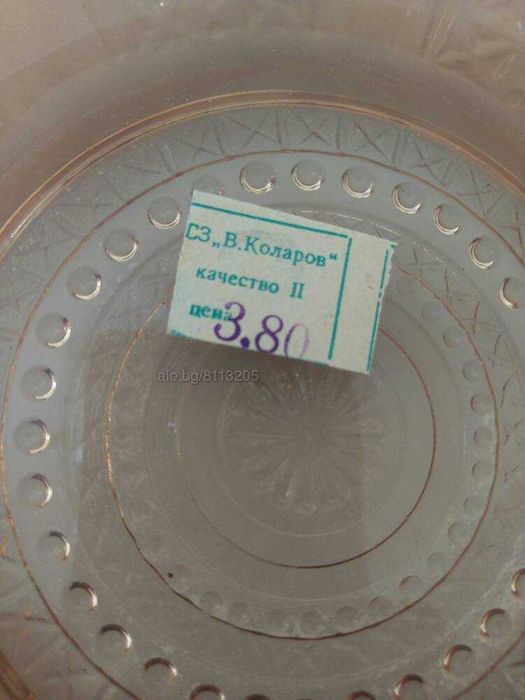 СЗ„В.Коларов“
качество II
цена 3.80
alo.bg/8113205